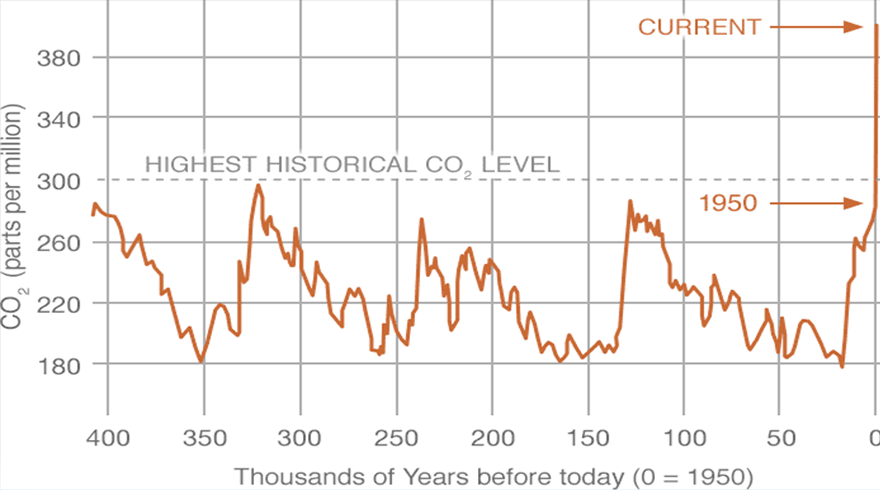 CURRENT
380
340
HIGHEST HISTORICAL CO₂ LEVEL
300
1950
260
220
180
CO₂ (parts per million)
400 350 300 250 200 150 100 50 0
Thousands of Years before today (0 = 1950)